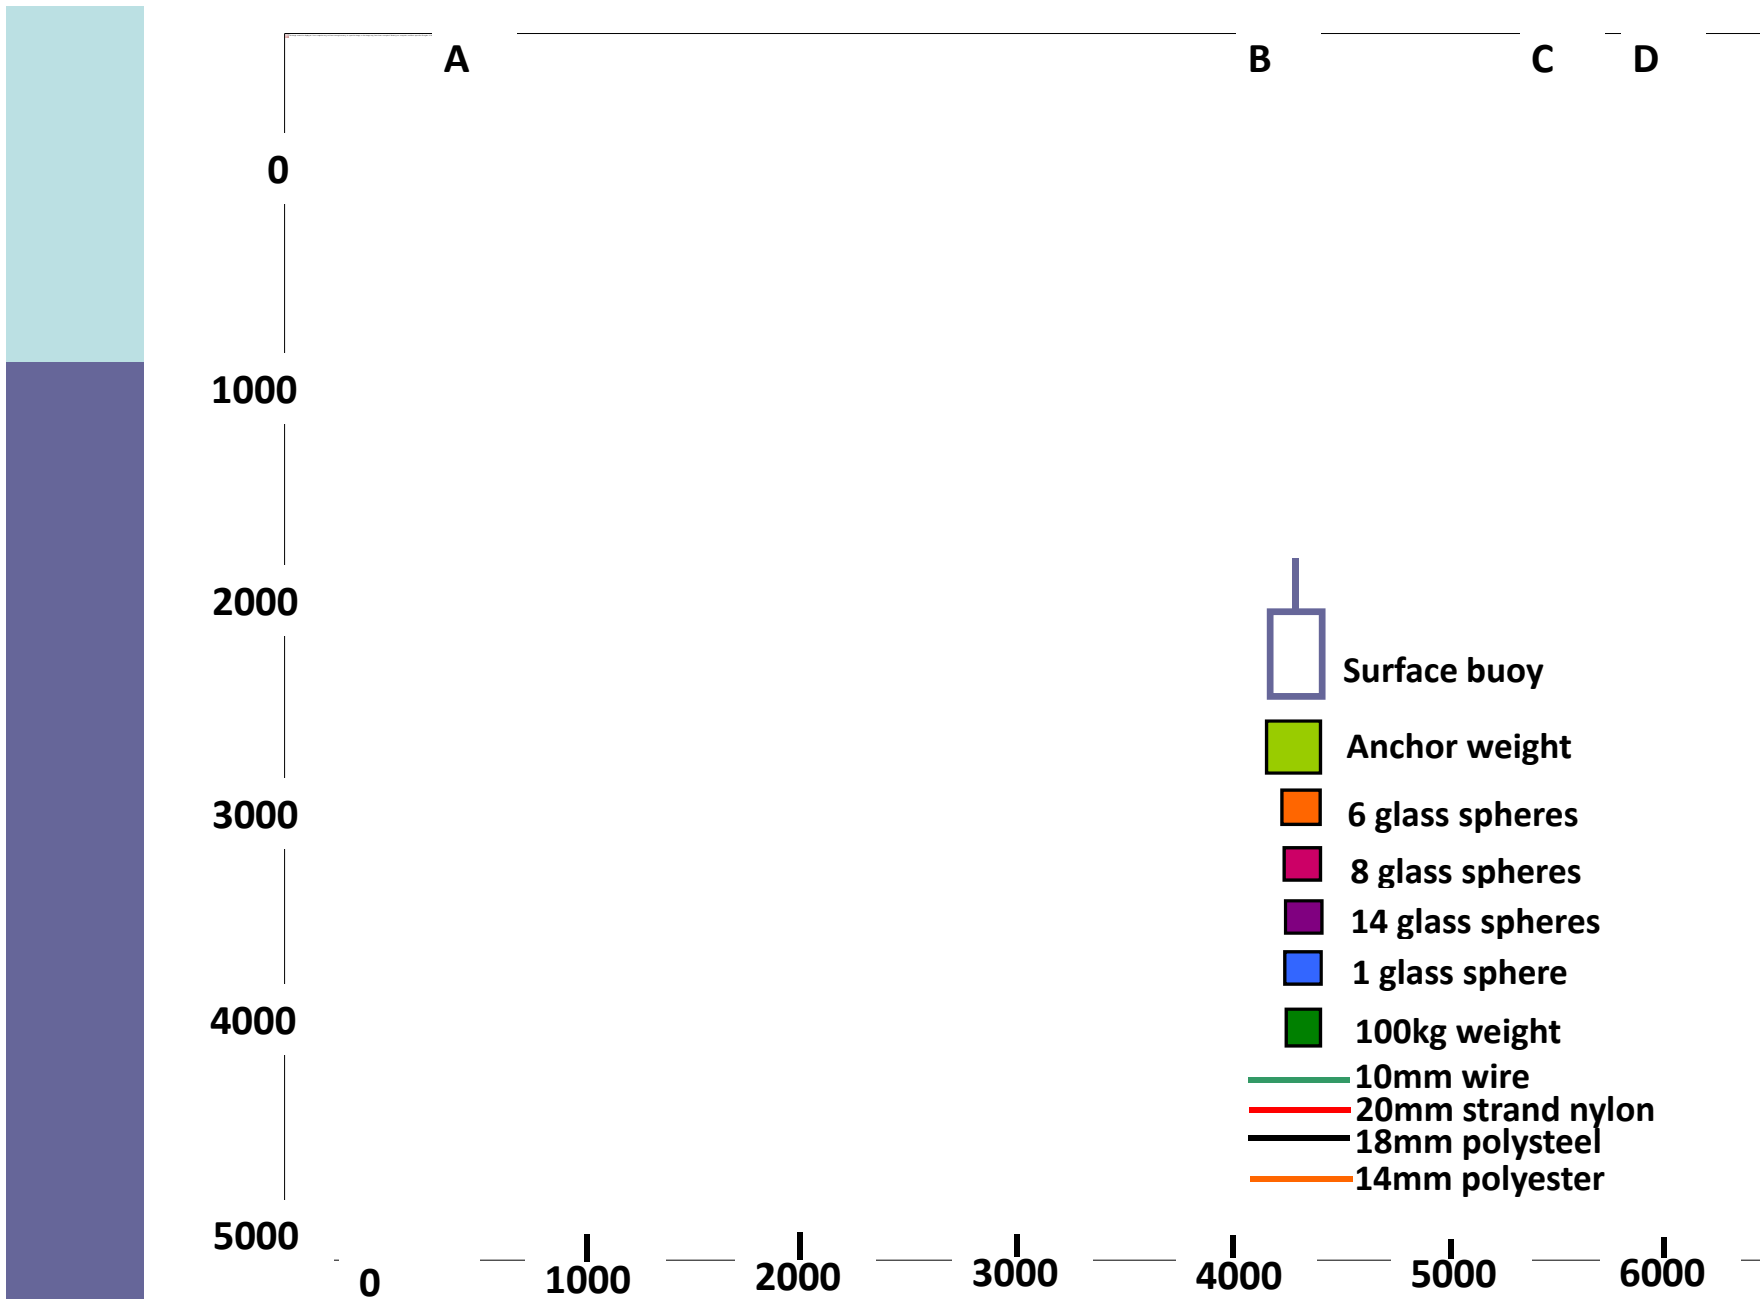 A
B
C
D
0
1000
2000
3000
4000
5000
Surface buoy
Anchor weight
6 glass spheres
8 glass spheres
14 glass spheres
1 glass sphere
100kg weight
10mm wire
20mm strand nylon
18mm polysteel
14mm polyester
0
1000
2000
3000
4000
5000
6000